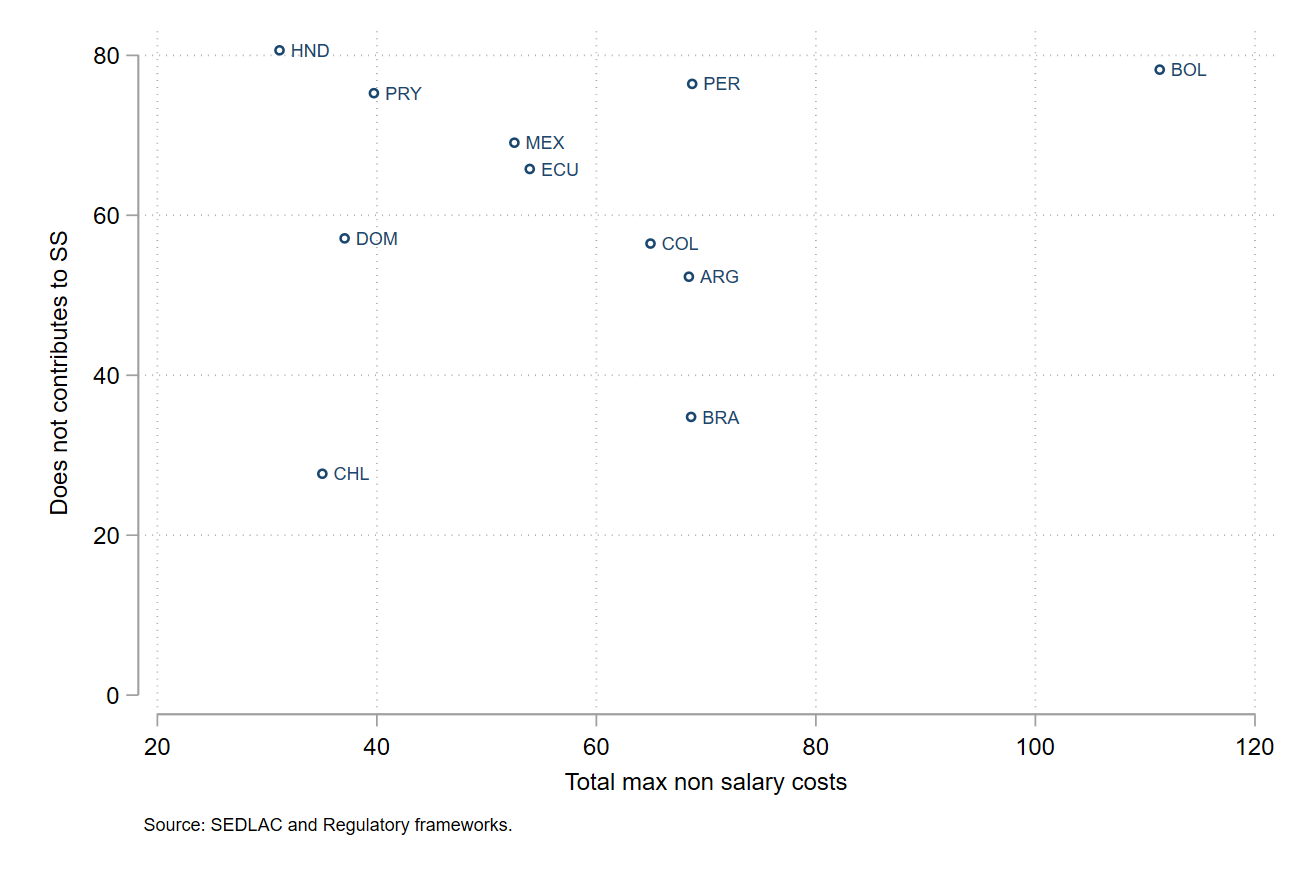 80
HND
BOL
PER
PRY
MEX
ECU
60
DOM
COL
ARG
Does not contributes to SS
40
BRA
CHL
20
0
20 40 60 80 100 120
Total max non salary costs
Source: SEDLAC and Regulatory frameworks.